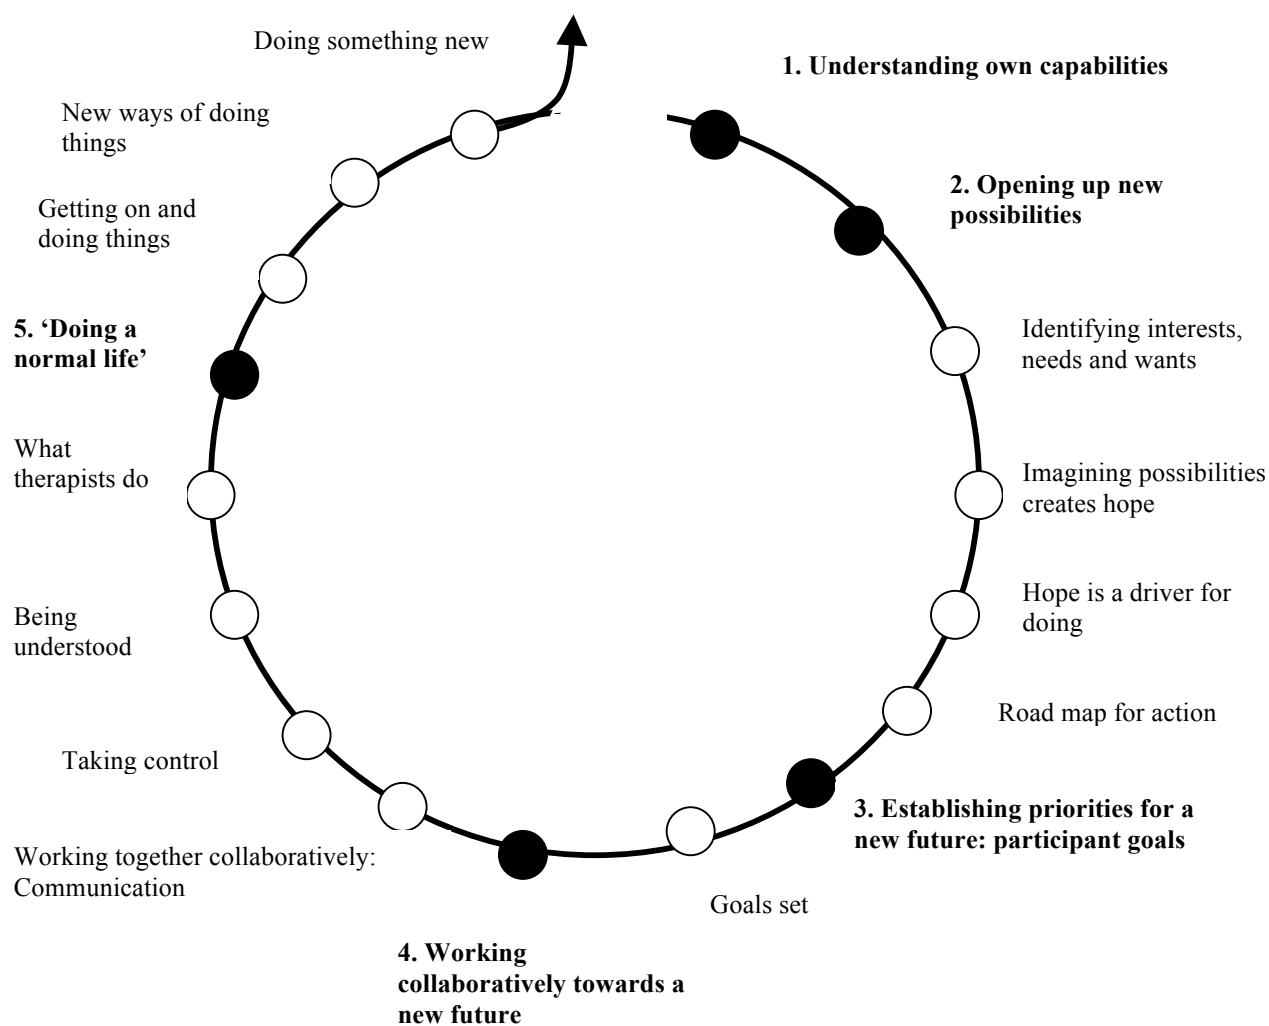 Doing something new
1. Understanding own capabilities
New ways of doing
things
2. Opening up new
possibilities
Getting on and
doing things
5. ‘Doing a
normal life’
Identifying interests,
needs and wants
What
therapists do
Imagining possibilities
creates hope
Hope is a driver for
doing
Being
understood
Road map for action
Taking control
3. Establishing priorities for a
new future: participant goals
Working together collaboratively:
Communication
Goals set
4. Working
collaboratively towards a
new future